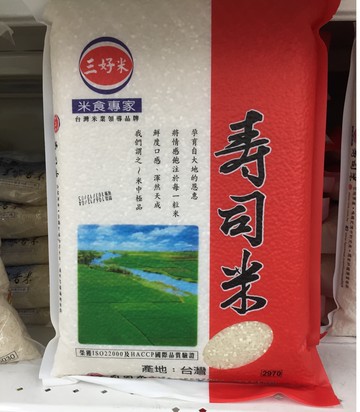 三好米
米食專家
台灣米業領導品牌
孕育自大地的恩惠
將情感傾注於每一粒米
鮮度口感、渾然天成
我們謂之～米中極品
壽司米
榮獲ISO22000及HACCP國際品質驗證
產地：台灣